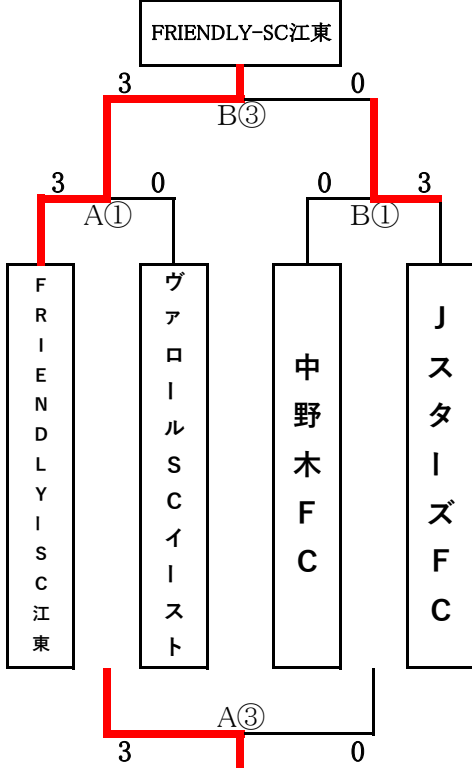 FRIENDLY-SC江東
3
0
B③
3
0
0
3
A①
B①
FRIENDLYーSC江東
ヴァロールSCイースト
中野木FC
JスターズFC
A③
3
0